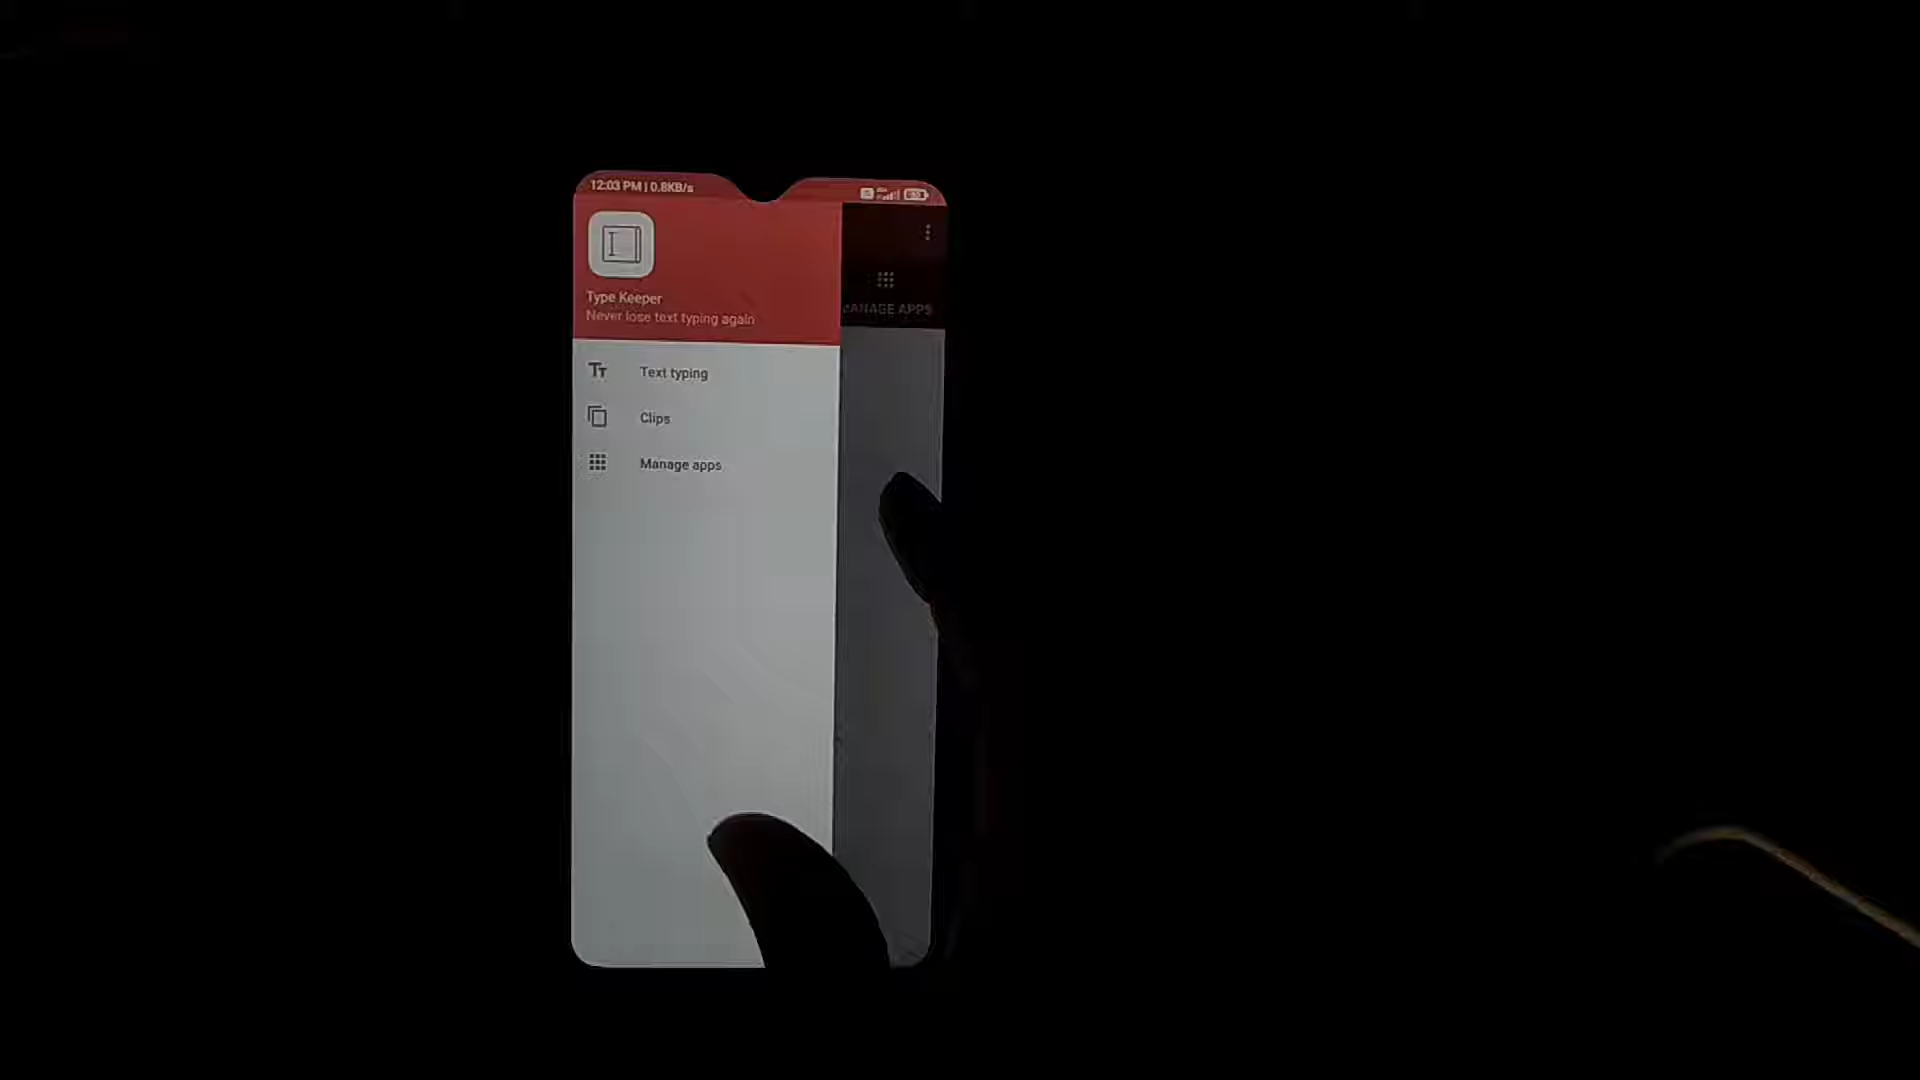 12:03 PM | 0.8KB/s
Type Keeper
Never lose text typing again
MANAGE APPS
Text typing
Clips
Manage apps